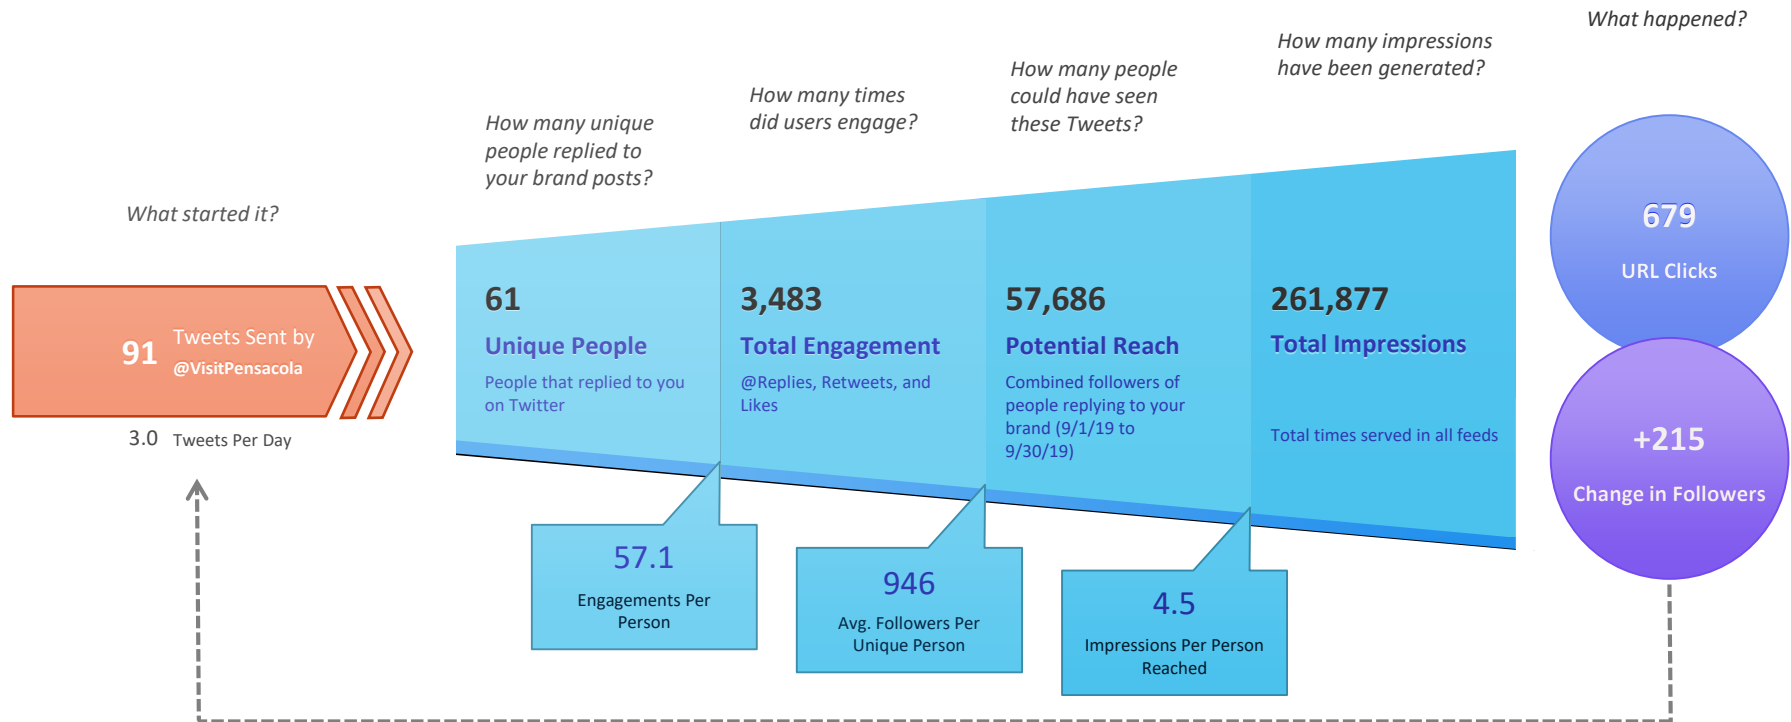 What started it?
91
Tweets Sent by
@VisitPensacola
3.0 Tweets Per Day
How many unique
people replied to
your brand posts?
61
Unique People
People that replied to you
on Twitter
57.1
Engagements Per
Person
How many times
did users engage?
3,483
Total Engagement
@Replies, Retweets, and
Likes
946
Avg. Followers Per
Unique Person
How many people
could have seen
these Tweets?
57,686
Potential Reach
Combined followers of
people replying to your
brand (9/1/19 to
9/30/19)
4.5
Impressions Per Person
Reached
How many impressions
have been generated?
261,877
Total Impressions
Total times served in all feeds
What happened?
679
URL Clicks
+215
Change in Followers